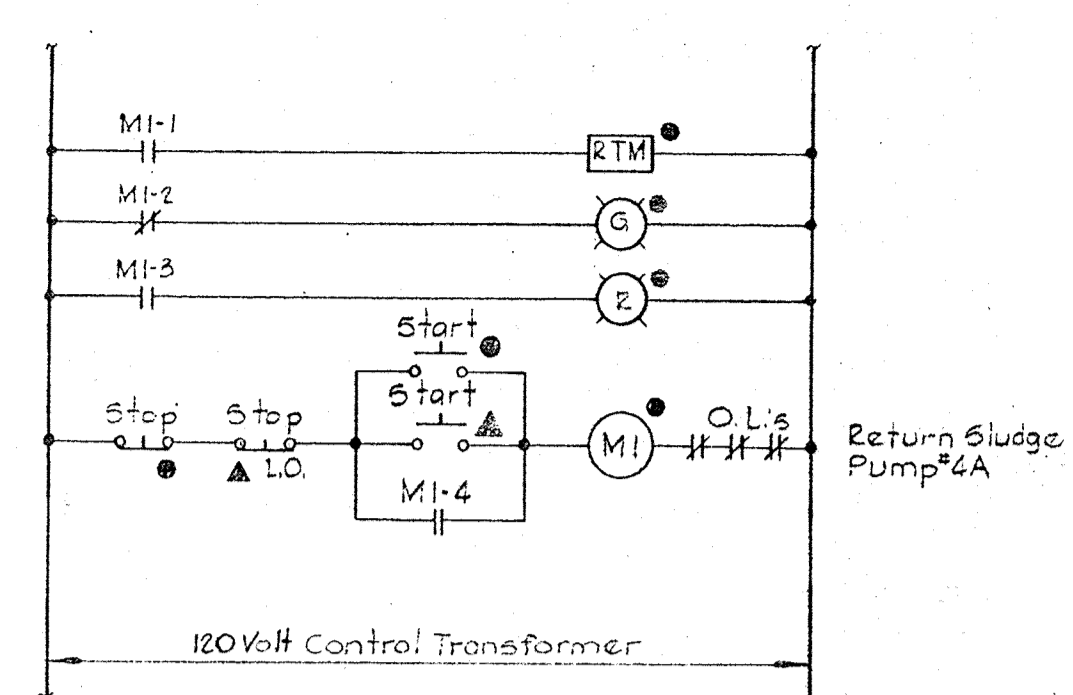 M1-1
RTM
M1-2
G
M1-3
R
Start
Start
Stop
Stop
L.O.
M1
O.L.'s
M1-4
Return Sludge
Pump #4A
120 Volt Control Transformer